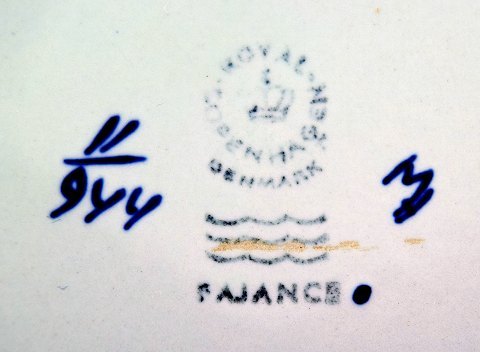 ROYAL COPENHAGEN
DENMARK
11
944
FAJANCE